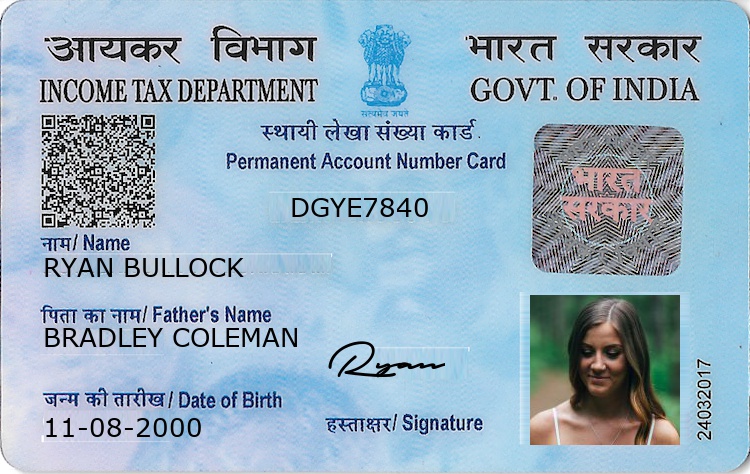 आयकर विभाग
INCOME TAX DEPARTMENT
सत्यमेव जयते
भारत सरकार
GOVT. OF INDIA
स्थायी लेखा संख्या कार्ड
Permanent Account Number Card
DGYE7840
भारत
सरकार
नाम/ Name
RYAN BULLOCK
पिता का नाम/ Father's Name
BRADLEY COLEMAN
Ryan
जन्म की तारीख / Date of Birth
11-08-2000
हस्ताक्षर/ Signature
24032017